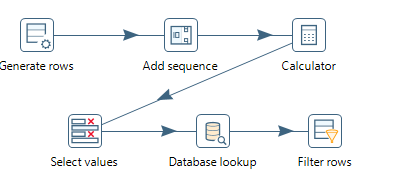 Generate rows
Add sequence
Calculator
Select values
Database lookup
Filter rows